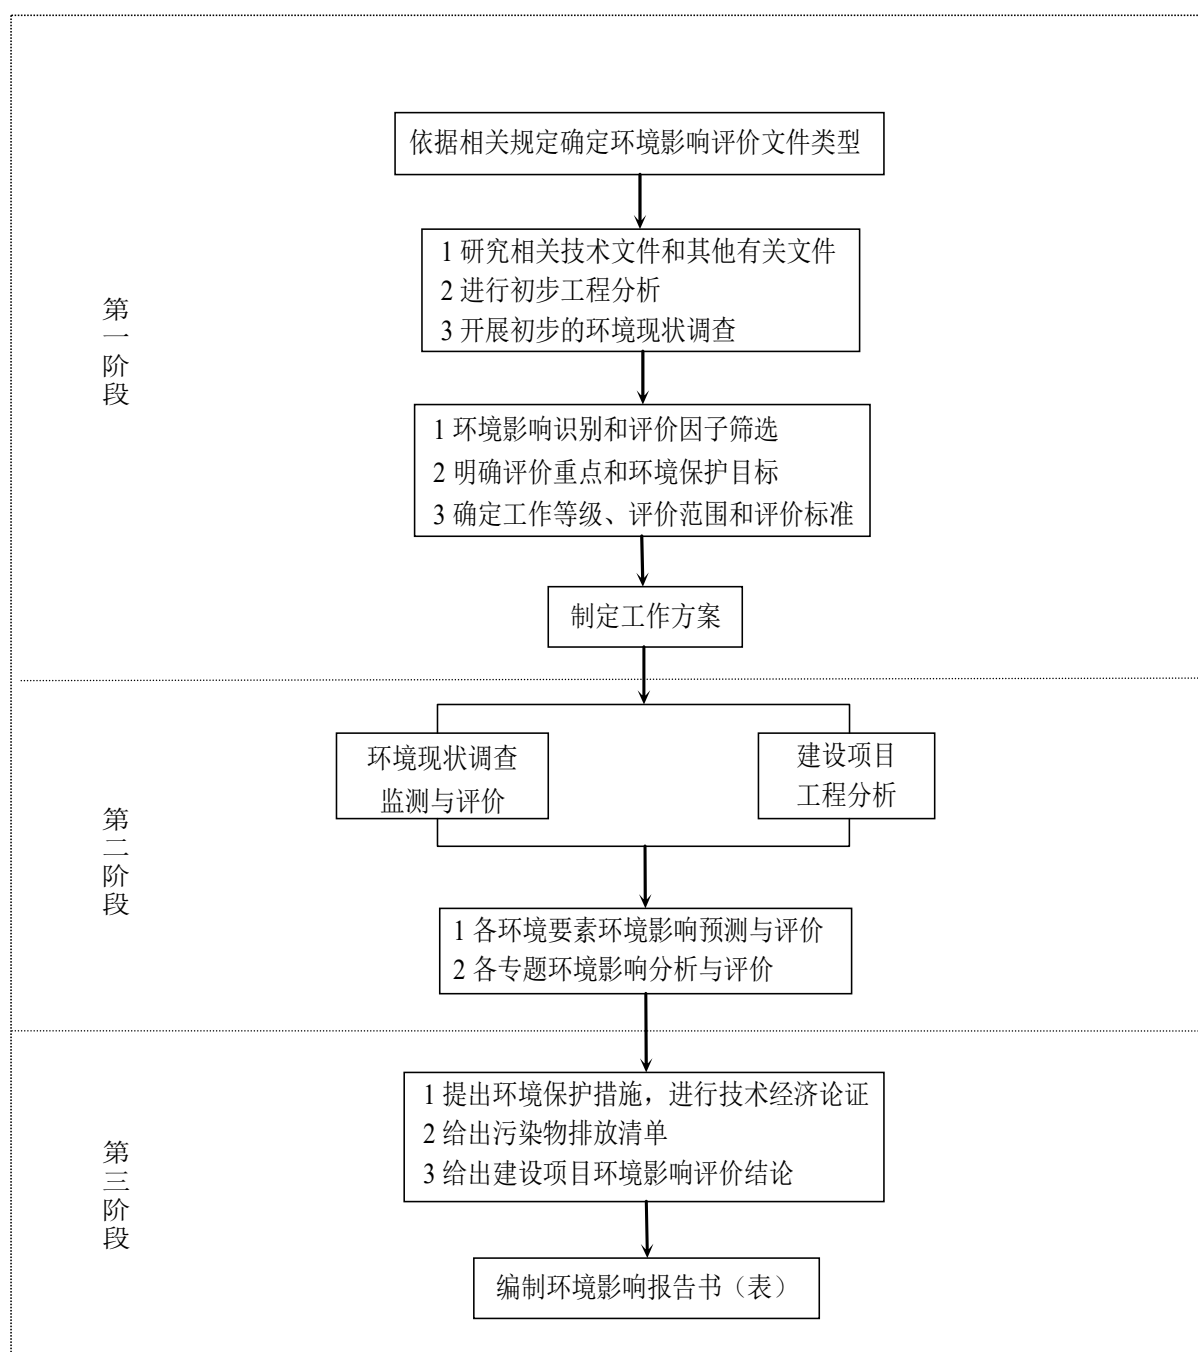 依据相关规定确定环境影响评价文件类型
1 研究相关技术文件和其他有关文件
2 进行初步工程分析
3 开展初步的环境现状调查
第一阶段
1 环境影响识别和评价因子筛选
2 明确评价重点和环境保护目标
3 确定工作等级、评价范围和评价标准
制定工作方案
环境现状调查
监测与评价
建设项目
工程分析
第二阶段
1 各环境要素环境影响预测与评价
2 各专题环境影响分析与评价
1 提出环境保护措施，进行技术经济论证
2 给出污染物排放清单
3 给出建设项目环境影响评价结论
第三阶段
编制环境影响报告书（表）